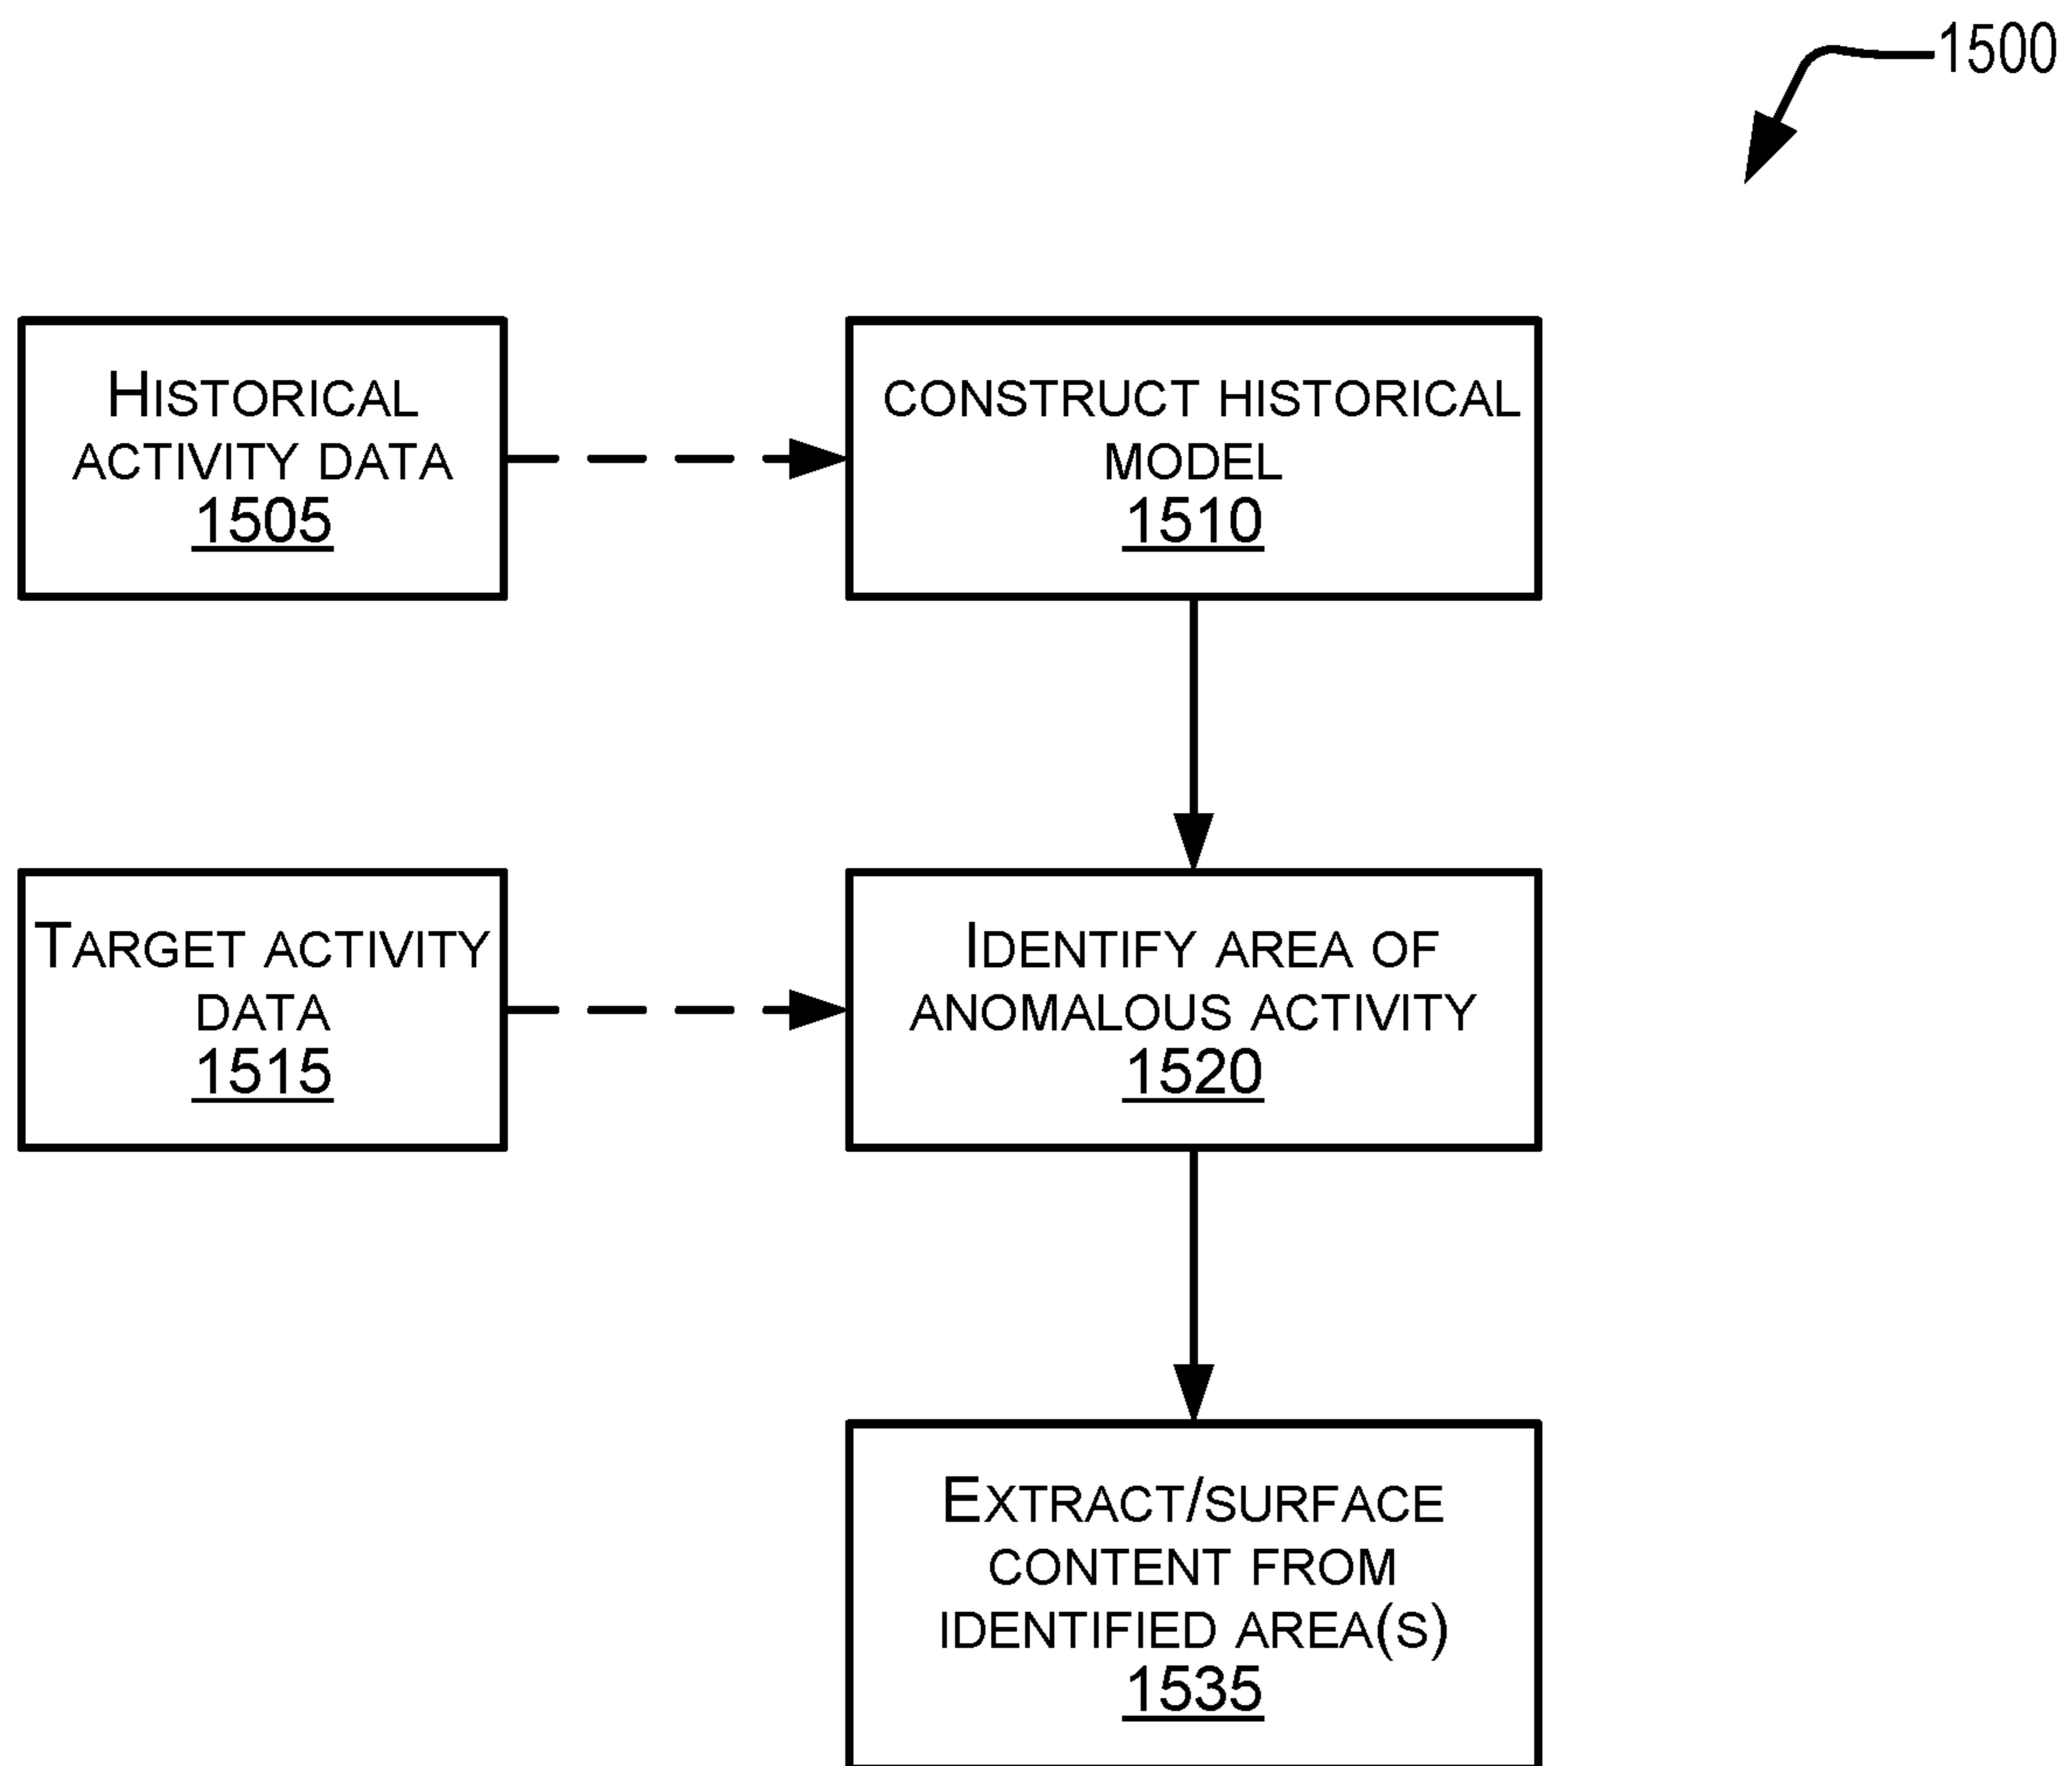 1500
Historical
activity data
1505
construct historical
model
1510
Target activity
data
1515
Identify area of
anomalous activity
1520
Extract/surface
content from
identified area(s)
1535